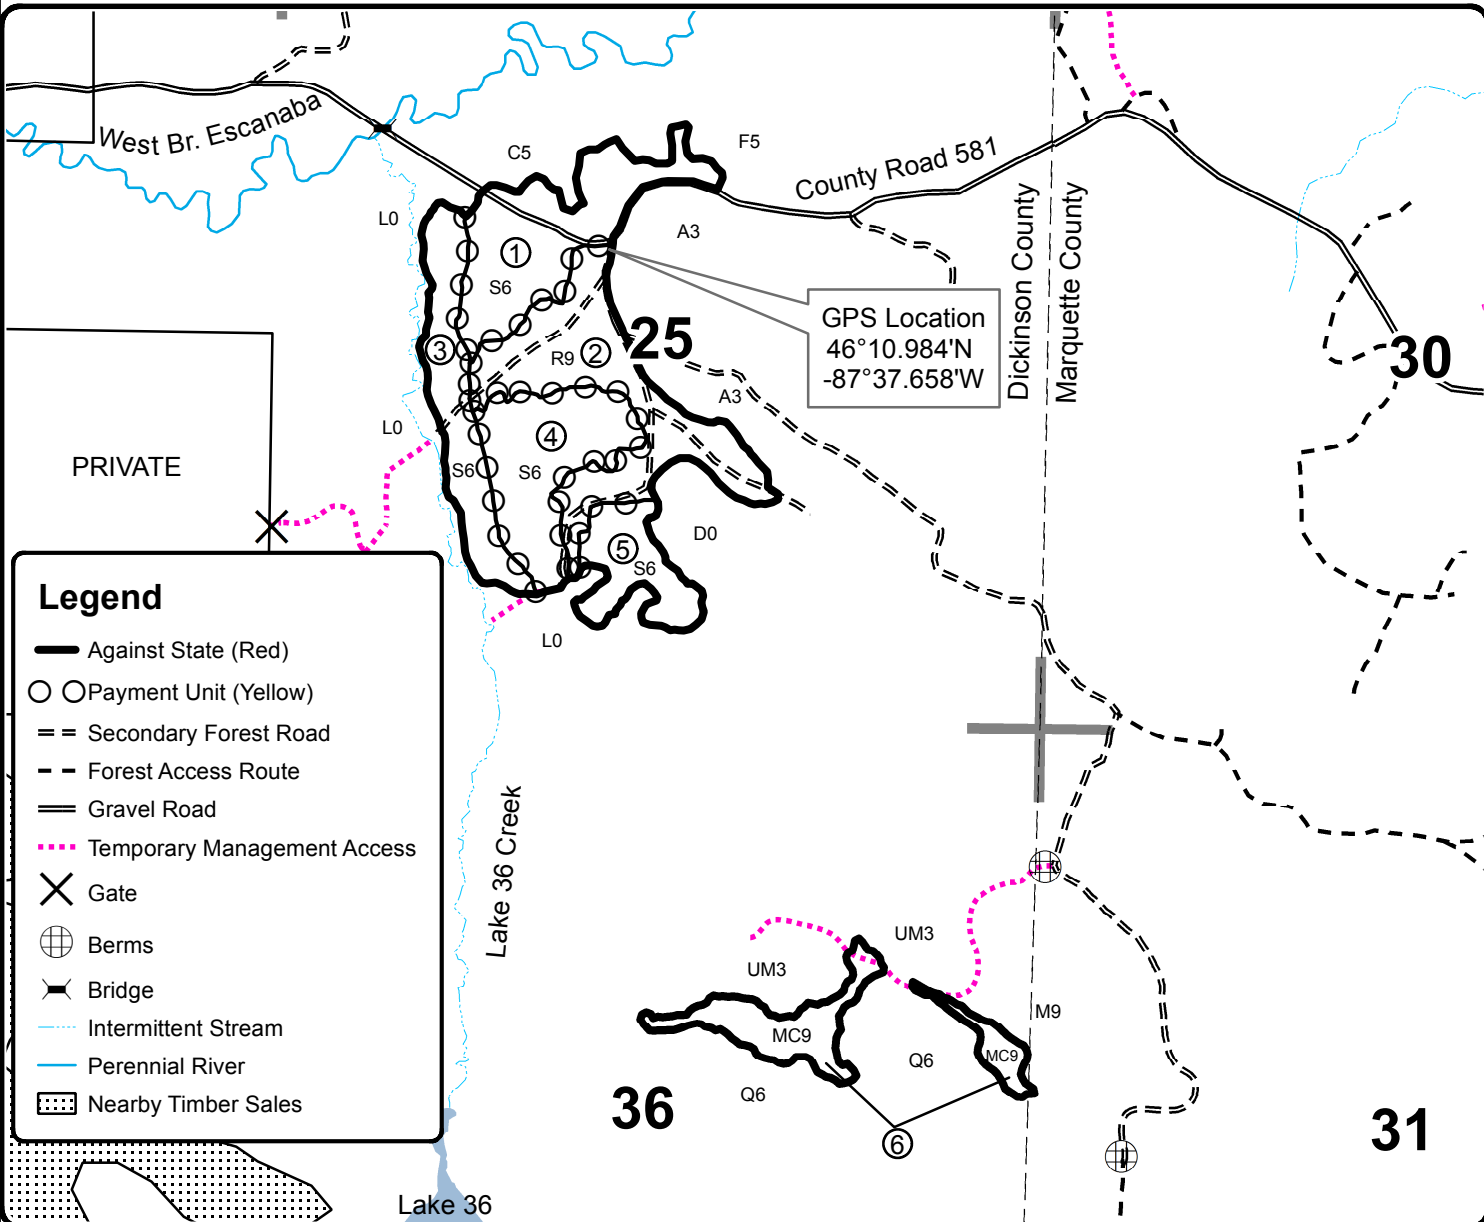 West Br. Escanaba
C5
F5
County Road 581
L0
A3
1
S6
Dickinson County
Marquette County
GPS Location
46°10.984'N
-87°37.658'W
25
30
3
R9
2
A3
L0
4
PRIVATE
S6
S6
D0
5
S6
L0
Legend
Against State (Red)
Payment Unit (Yellow)
Secondary Forest Road
Forest Access Route
Gravel Road
Temporary Management Access
Gate
Berms
Bridge
Intermittent Stream
Perennial River
Nearby Timber Sales
Lake 36 Creek
UM3
UM3
M9
MC9
MC9
Q6
Q6
36
31
6
Lake 36